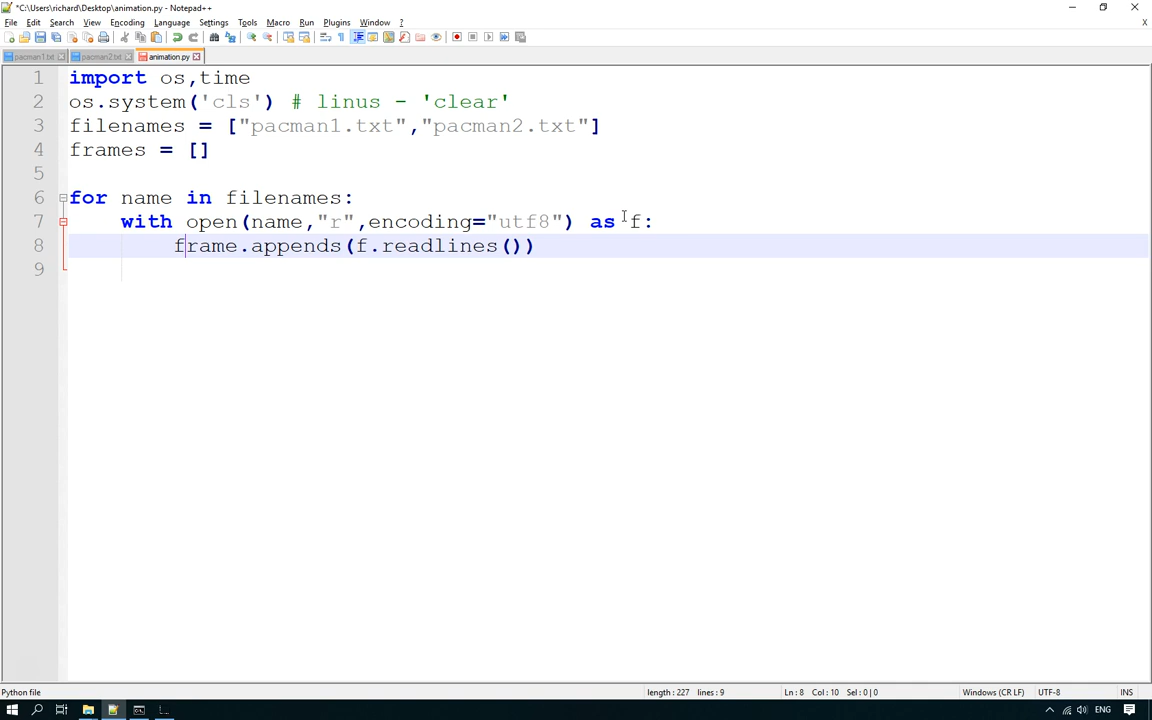 *C:\Users\richard\Desktop\animation.py - Notepad++
File Edit Search View Encoding Language Settings Tools Macro Run Plugins Window ? X
pacman1.txt pacman2.txt animation.py
1 import os,time
2 os.system('cls') # linus - 'clear'
3 filenames = ["pacman1.txt","pacman2.txt"]
4 frames = []
5
6 for name in filenames:
7 with open(name,"r",encoding="utf8") as f:
8 frame.appends(f.readlines())
9
Python file length : 227 lines : 9 Ln : 8 Col : 10 Sel : 0 | 0 Windows (CR LF) UTF-8 INS
ENG